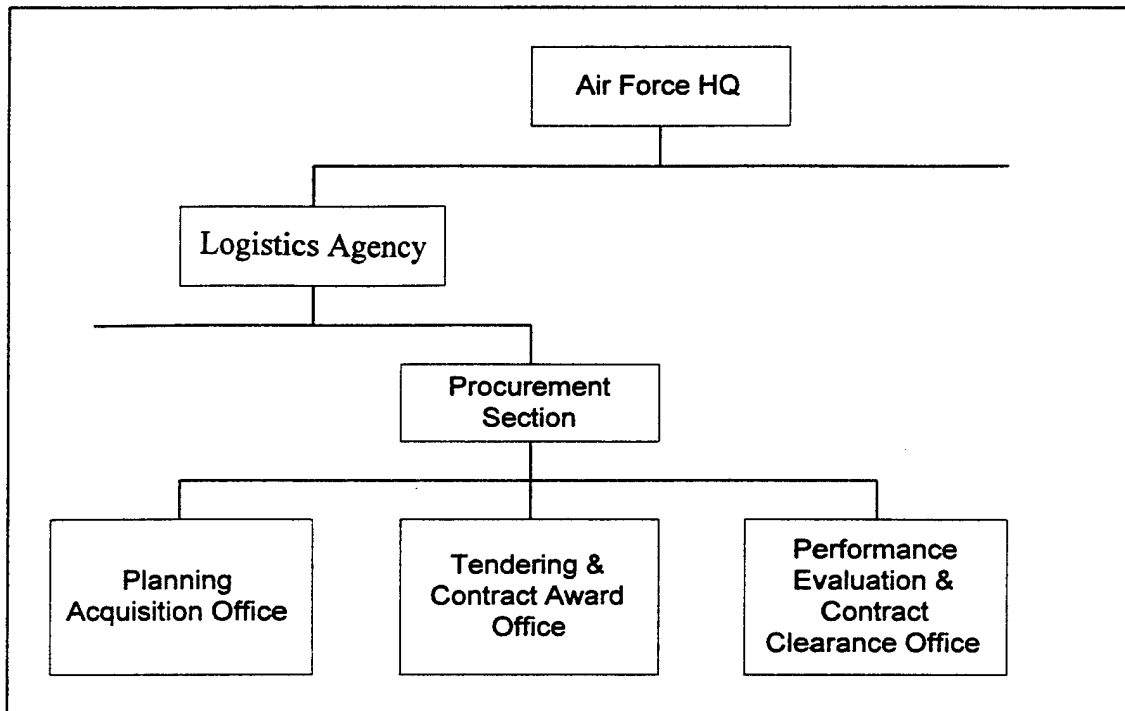 Air Force HQ
Logistics Agency
Procurement
Section
Planning
Acquisition Office
Tendering &
Contract Award
Office
Performance
Evaluation &
Contract
Clearance Office